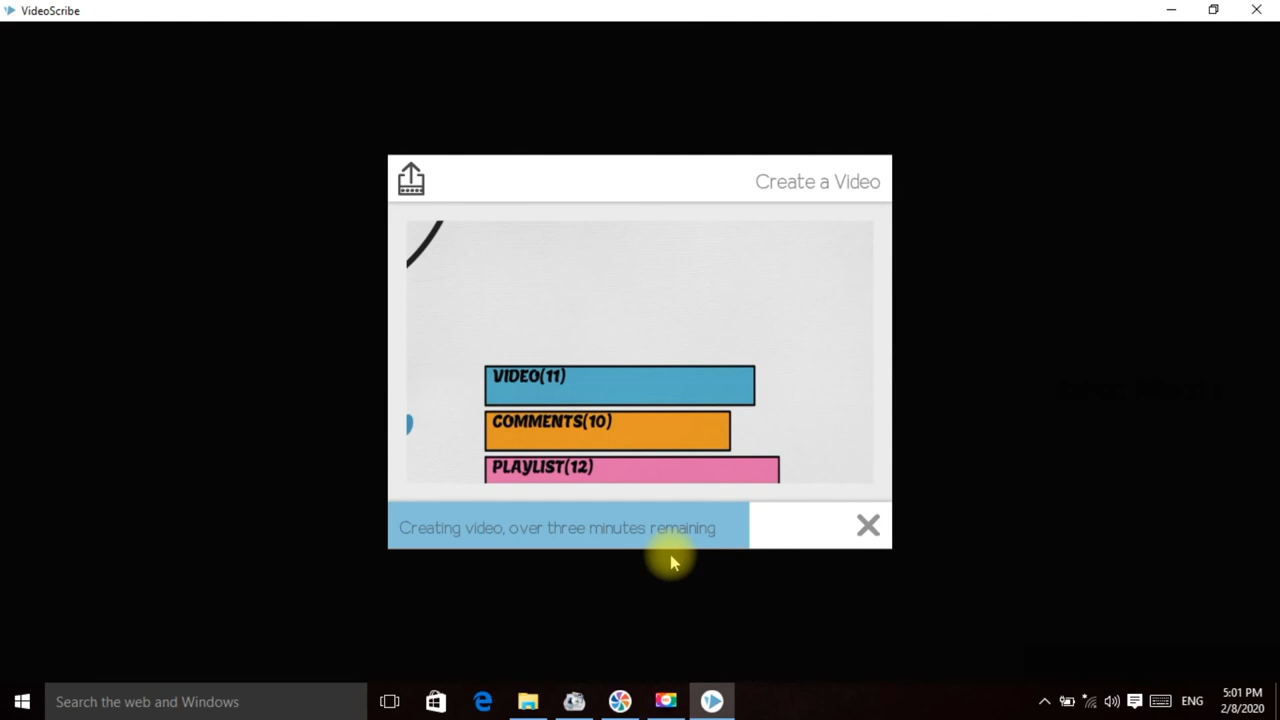 VideoScribe
Create a Video
VIDEO(11)
COMMENTS(10)
PLAYLIST(12)
Creating video, over three minutes remaining
Search the web and Windows
ENG
5:01 PM
2/8/2020